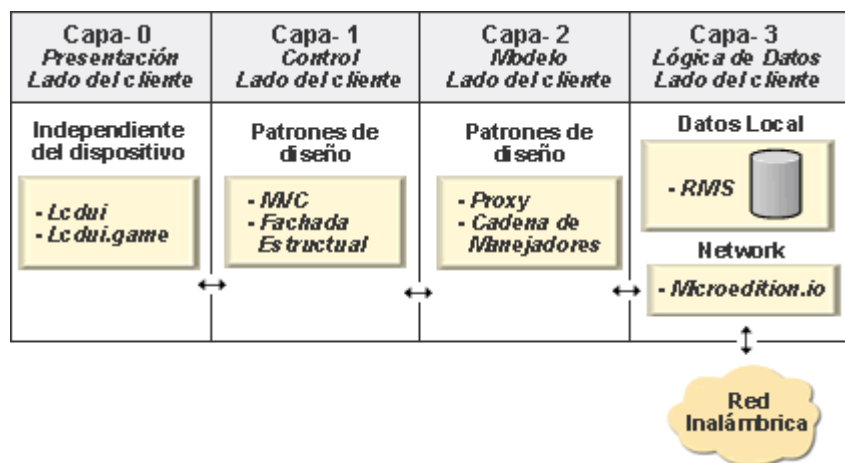 Capa- 0
Presentación
Lado del cliente
Capa- 1
Control
Lado del cliente
Capa- 2
Modelo
Lado del cliente
Capa- 3
Lógica de Datos
Lado del cliente
Independiente
del dispositivo
- Lcdui
- Lcdui.game
Patrones de
diseño
- MVC
- Fachada
Estructual
Patrones de
diseño
- Proxy
- Cadena de
Manejadores
Datos Local
- RMS
Network
- Microedition.io
Red
Inalámbrica